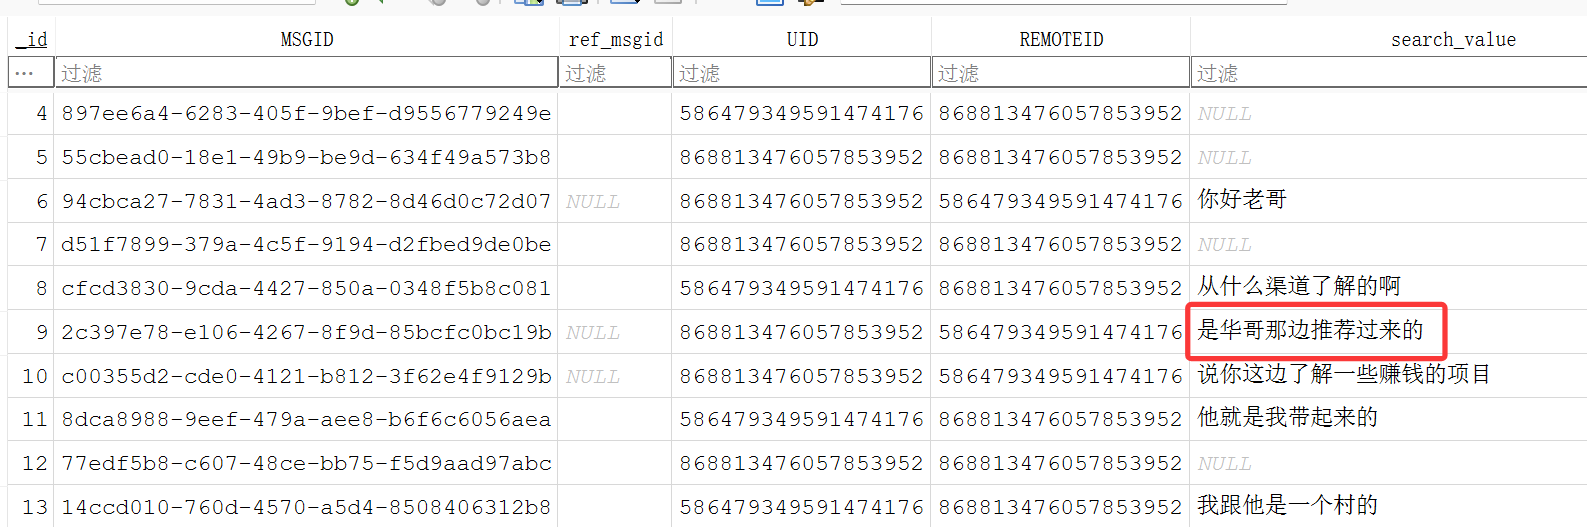 _id MSGID ref_msgid UID REMOTEID search_value
… 过滤 过滤 过滤 过滤 过滤
4 897ee6a4-6283-405f-9bef-d9556779249e 586479349591474176 868813476057853952 NULL
5 55cbead0-18e1-49b9-be9d-634f49a573b8 868813476057853952 868813476057853952 NULL
6 94cbca27-7831-4ad3-8782-8d46d0c72d07 NULL 868813476057853952 586479349591474176 你好老哥
7 d51f7899-379a-4c5f-9194-d2fbed9de0be 868813476057853952 868813476057853952 NULL
8 cfcd3830-9cda-4427-850a-0348f5b8c081 586479349591474176 868813476057853952 从什么渠道了解的啊
9 2c397e78-e106-4267-8f9d-85bcfc0bc19b NULL 868813476057853952 586479349591474176 是华哥那边推荐过来的
10 c00355d2-cde0-4121-b812-3f62e4f9129b NULL 868813476057853952 586479349591474176 说你这边了解一些赚钱的项目
11 8dca8988-9eef-479a-aee8-b6f6c6056aea 586479349591474176 868813476057853952 他就是我带起来的
12 77edf5b8-c607-48ce-bb75-f5d9aad97abc 868813476057853952 868813476057853952 NULL
13 14ccd010-760d-4570-a5d4-8508406312b8 586479349591474176 868813476057853952 我跟他是一个村的